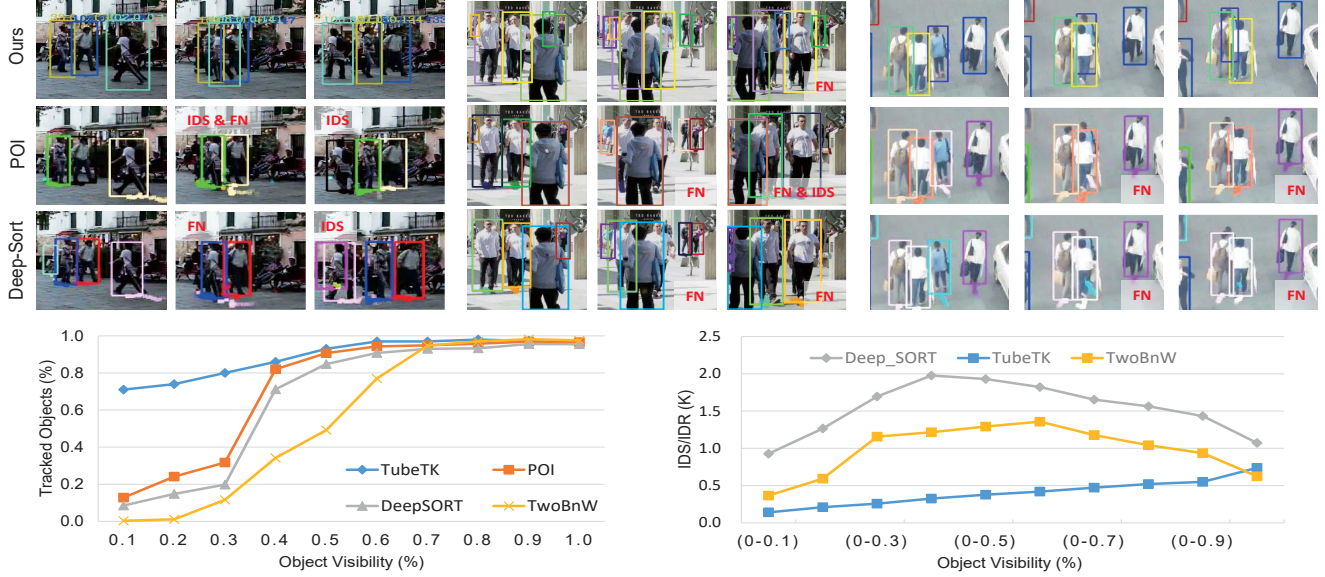 Ours
FN
POI
IDS & FN
IDS
FN
FN & IDS
FN
FN
Deep-Sort
FN
IDS
FN
FN
FN
FN
1.0
0.8
0.6
0.4
0.2
0.0
Tracked Objects (%)
TubeTK
POI
DeepSORT
TwoBnW
0.1 0.2 0.3 0.4 0.5 0.6 0.7 0.8 0.9 1.0
Object Visibility (%)
2.5
2.0
1.5
1.0
0.5
0.0
IDS/IDR (K)
Deep_SORT TubeTK TwoBnW
(0-0.1) (0-0.3) (0-0.5) (0-0.7) (0-0.9)
Object Visibility (%)